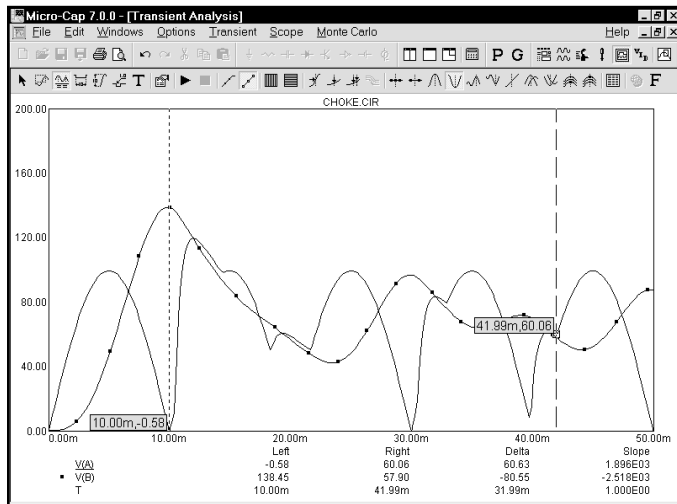 Micro-Cap 7.0.0 - [Transient Analysis]
File Edit Windows Options Transient Scope Monte Carlo Help
P G
T F
CHOKE.CIR
200.00
160.00
120.00
80.00
40.00
0.00
41.99m,60.06
10.00m,-0.58
0.00m 10.00m 20.00m 30.00m 40.00m 50.00m
Left Right Delta Slope
V(A) -0.58 60.06 60.63 1.896E03
V(B) 138.45 57.90 -80.55 -2.518E03
T 10.00m 41.99m 31.99m 1.000E00